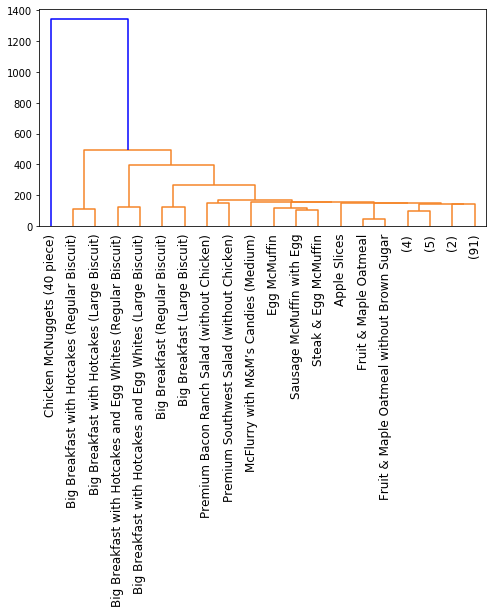 1400
1200
1000
800
600
400
200
0
Chicken McNuggets (40 piece)
Big Breakfast with Hotcakes (Regular Biscuit)
Big Breakfast with Hotcakes (Large Biscuit)
Big Breakfast with Hotcakes and Egg Whites (Regular Biscuit)
Big Breakfast with Hotcakes and Egg Whites (Large Biscuit)
Big Breakfast (Regular Biscuit)
Big Breakfast (Large Biscuit)
Premium Bacon Ranch Salad (without Chicken)
Premium Southwest Salad (without Chicken)
McFlurry with M&M's Candies (Medium)
Egg McMuffin
Sausage McMuffin with Egg
Steak & Egg McMuffin
Apple Slices
Fruit & Maple Oatmeal
Fruit & Maple Oatmeal without Brown Sugar
(4)
(5)
(2)
(91)